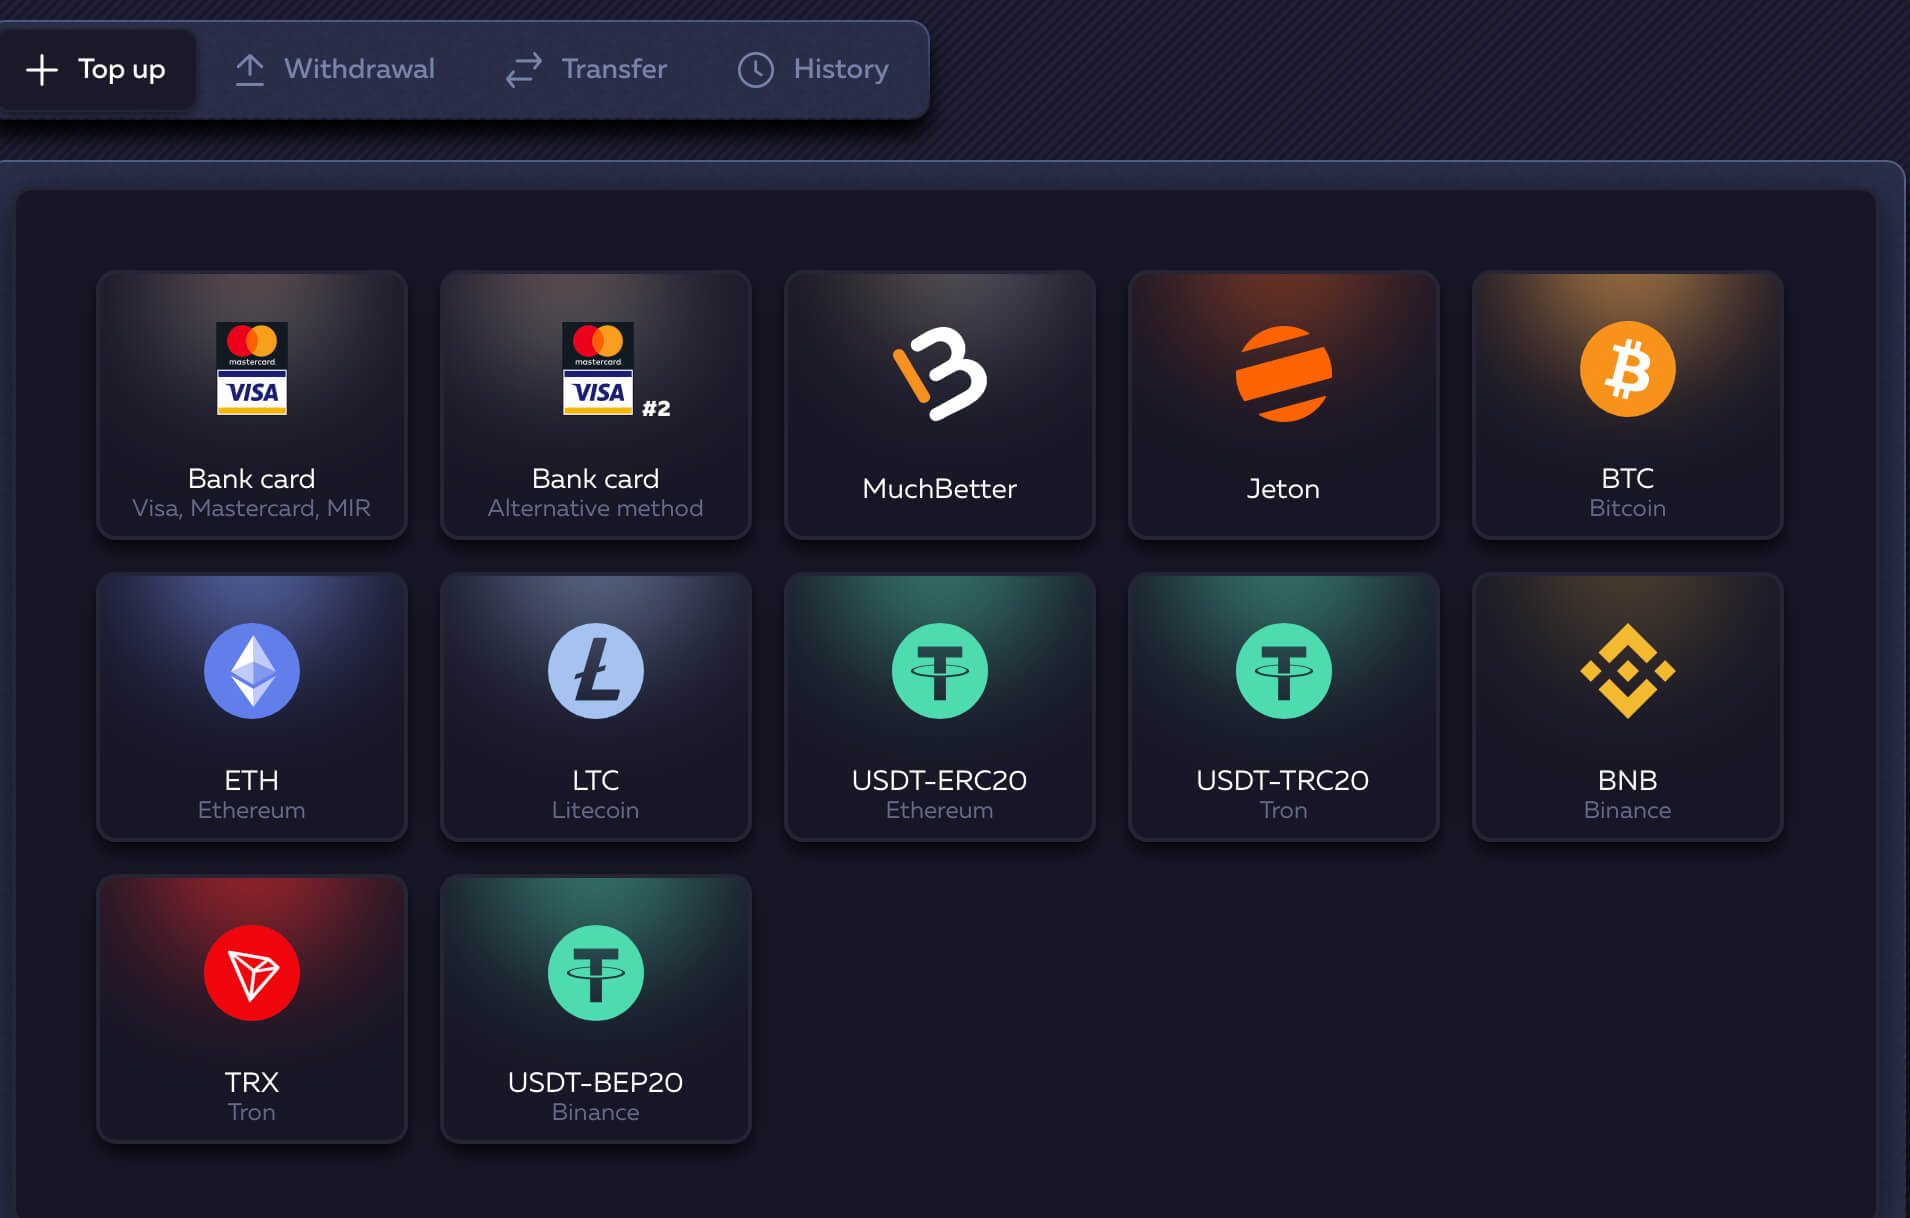 Top up
Withdrawal
Transfer
History
mastercard.
VISA
Bank card
Visa, Mastercard, MIR
mastercard.
VISA
#2
Bank card
Alternative method
MuchBetter
Jeton
BTC
Bitcoin
ETH
Ethereum
LTC
Litecoin
USDT-ERC20
Ethereum
USDT-TRC20
Tron
BNB
Binance
TRX
Tron
USDT-BEP20
Binance